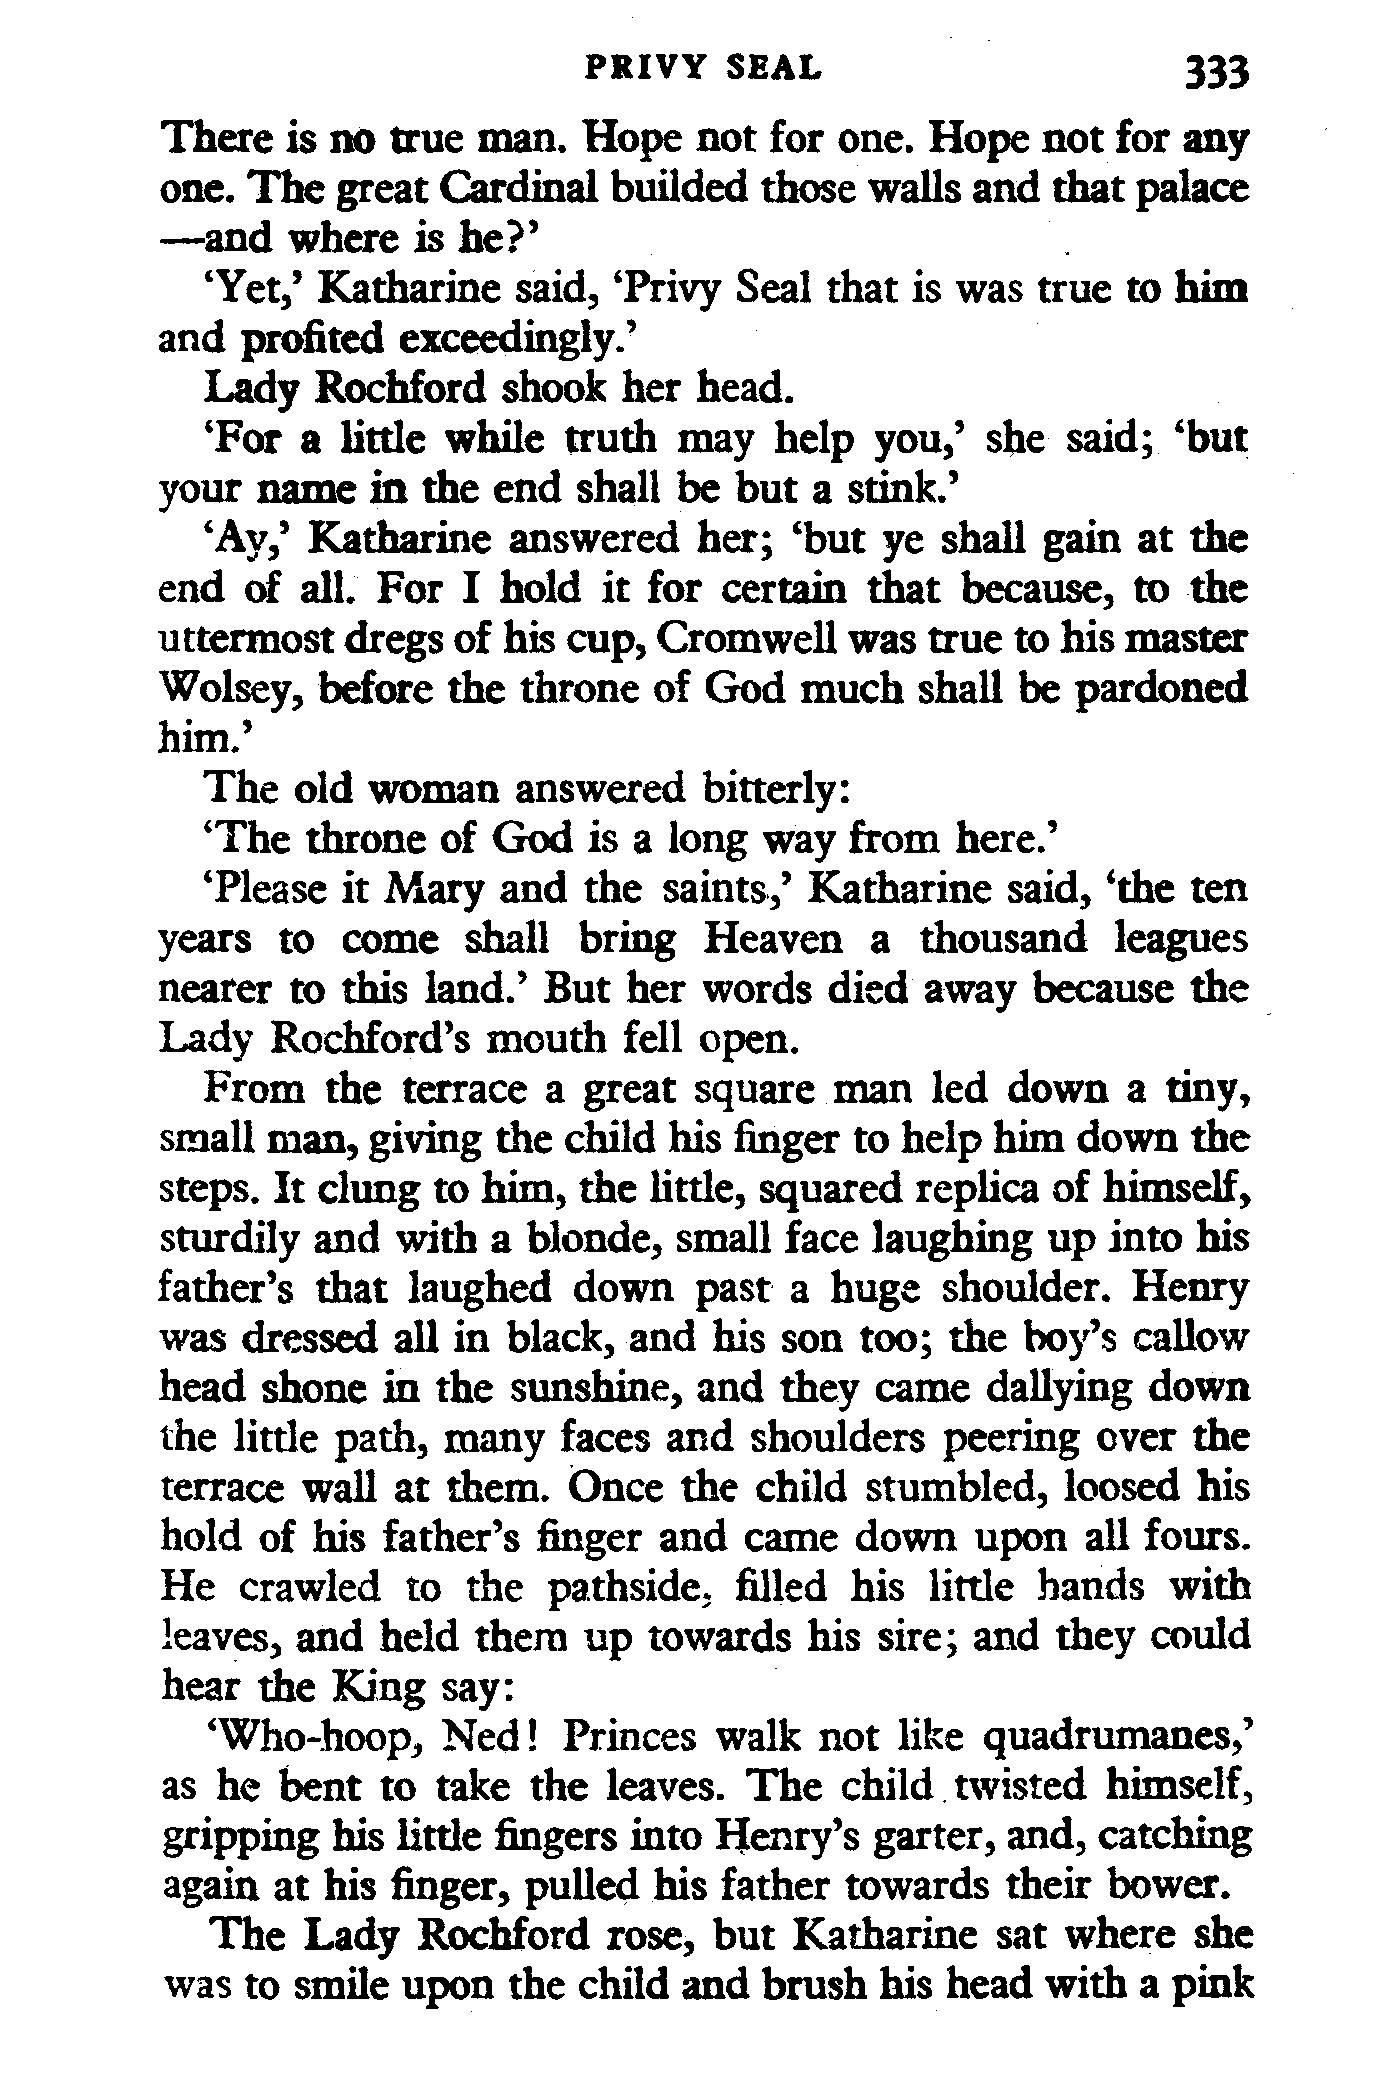 PRIVY SEAL 333
There is no true man. Hope not for one. Hope not for any
one. The great Cardinal builded those walls and that palace
—and where is he?’
‘Yet,’ Katharine said, ‘Privy Seal that is was true to him
and profited exceedingly.’
Lady Rochford shook her head.
‘For a little while truth may help you,’ she said; ‘but
your name in the end shall be but a stink.’
‘Ay,’ Katharine answered her; ‘but ye shall gain at the
end of all. For I hold it for certain that because, to the
uttermost dregs of his cup, Cromwell was true to his master
Wolsey, before the throne of God much shall be pardoned
him.’
The old woman answered bitterly:
‘The throne of God is a long way from here.’
‘Please it Mary and the saints,’ Katharine said, ‘the ten
years to come shall bring Heaven a thousand leagues
nearer to this land.’ But her words died away because the
Lady Rochford’s mouth fell open.
From the terrace a great square man led down a tiny,
small man, giving the child his finger to help him down the
steps. It clung to him, the little, squared replica of himself,
sturdily and with a blonde, small face laughing up into his
father’s that laughed down past a huge shoulder. Henry
was dressed all in black, and his son too; the boy’s callow
head shone in the sunshine, and they came dallying down
the little path, many faces and shoulders peering over the
terrace wall at them. Once the child stumbled, loosed his
hold of his father’s finger and came down upon all fours.
He crawled to the pathside, filled his little hands with
leaves, and held them up towards his sire; and they could
hear the King say:
‘Who-hoop, Ned! Princes walk not like quadrumanes,’
as he bent to take the leaves. The child twisted himself,
gripping his little fingers into Henry’s garter, and, catching
again at his finger, pulled his father towards their bower.
The Lady Rochford rose, but Katharine sat where she
was to smile upon the child and brush his head with a pink